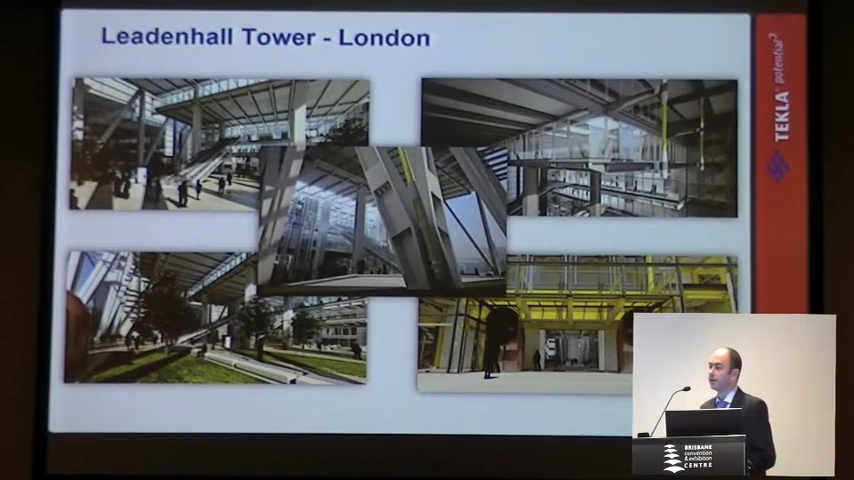 Leadenhall Tower - London
TEKLA® potential³
BRISBANE
convention
& exhibition
CENTRE